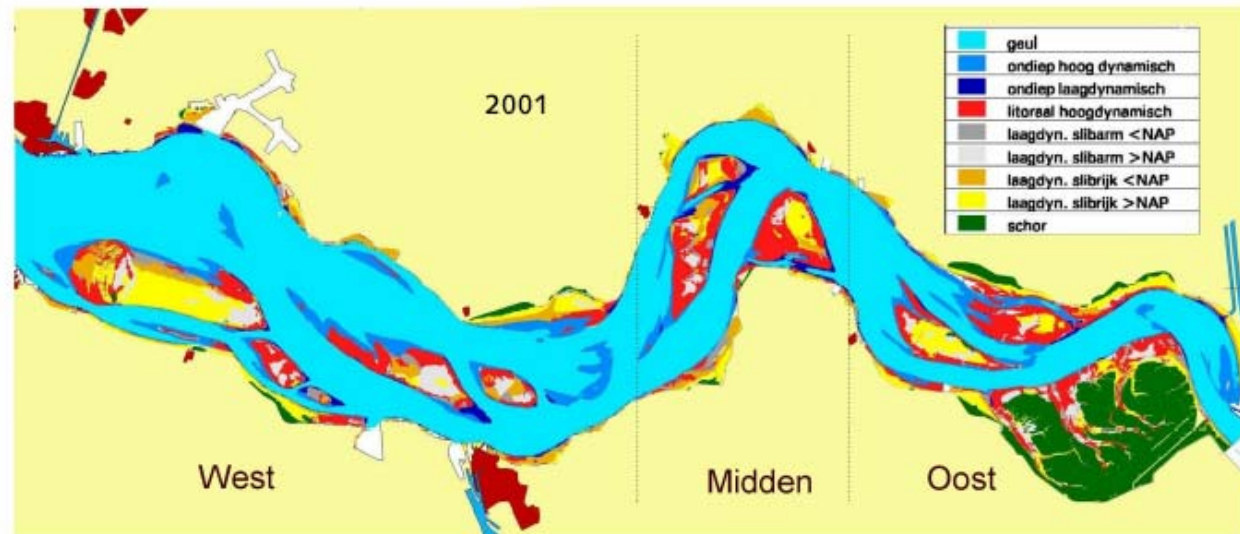 2001
geul
ondiep hoog dynamisch
ondiep laagdynamisch
litoraal hoogdynamisch
laagdyn. slibarm <NAP
laagdyn. slibarm >NAP
laagdyn. slibrijk <NAP
laagdyn. slibrijk >NAP
schor
West
Midden
Oost